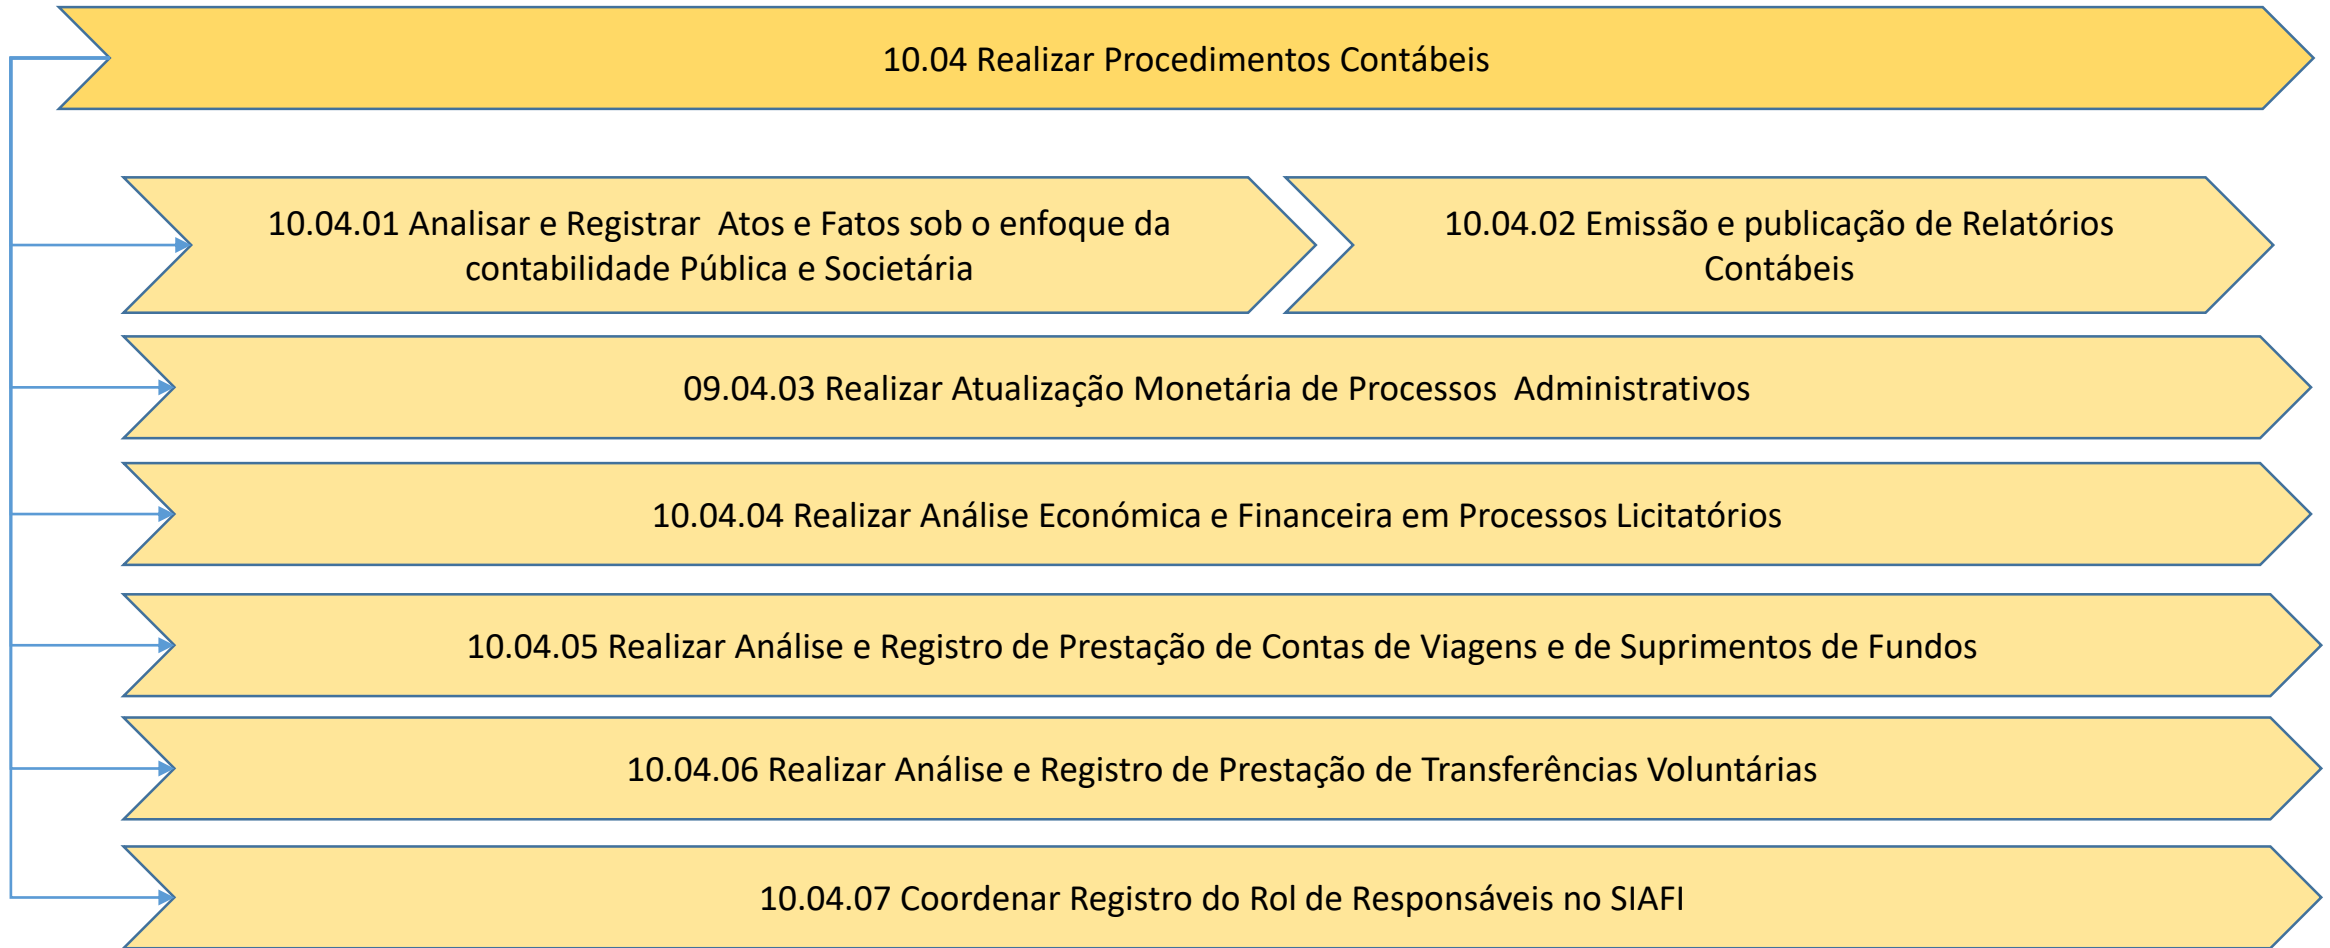 10.04 Realizar Procedimentos Contábeis
10.04.01 Analisar e Registrar  Atos e Fatos sob o enfoque da
contabilidade Pública e Societária
10.04.02 Emissão e publicação de Relatórios
Contábeis
09.04.03 Realizar Atualização Monetária de Processos  Administrativos
10.04.04 Realizar Análise Económica e Financeira em Processos Licitatórios
10.04.05 Realizar Análise e Registro de Prestação de Contas de Viagens e de Suprimentos de Fundos
10.04.06 Realizar Análise e Registro de Prestação de Transferências Voluntárias
10.04.07 Coordenar Registro do Rol de Responsáveis no SIAFI